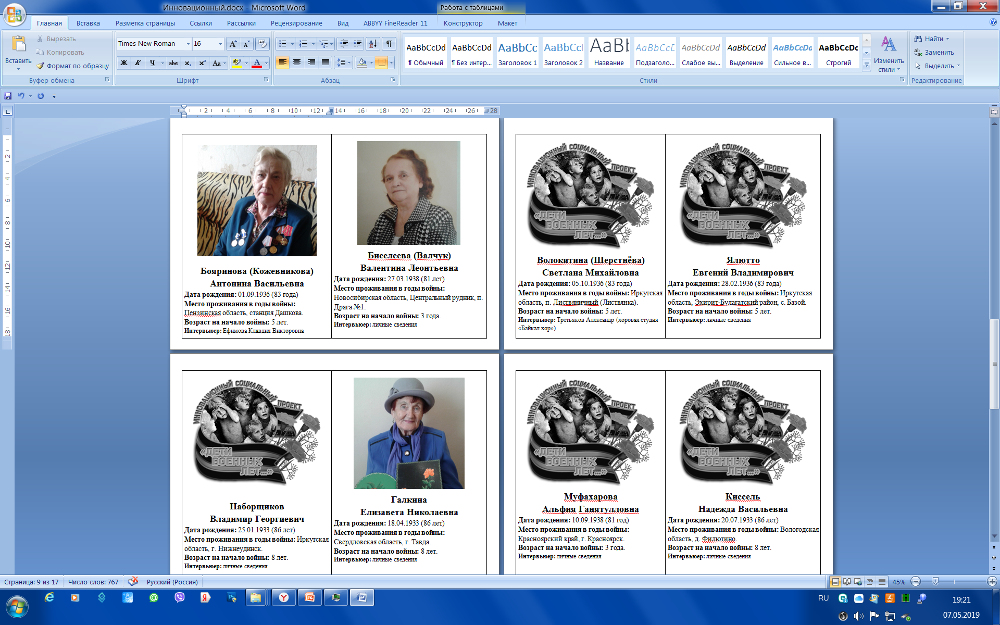 Инновационный.docx - Microsoft Word
Работа с таблицами
Главная
Вставка
Разметка страницы
Ссылки
Рассылки
Рецензирование
Вид
ABBYY FineReader 11
Конструктор
Макет
Вставить
Вырезать
Копировать
Формат по образцу
Буфер обмена
Times New Roman
16
Ж К Ч abc x₂ x² Aa
Шрифт
Абзац
AaBbCcDd AaBbCcDd AaBbCc AaBbCc AaBb AaBbCcD AaBbCcDd AaBbCcDd AaBbCcDd AaBbCcDc
¶ Обычный
¶ Без интер...
Заголовок 1
Заголовок 2
Название
Подзаголо...
Слабое вы...
Выделение
Сильное в...
Строгий
Изменить
стили
Стили
Найти
Заменить
Выделить
Редактирование
2 4 6 8 10 12 14 16 18 20 22 24 26 28
2 4 6 8 10 12 14 16 18
Бояринова (Кожевникова)
Антонина Васильевна
Дата рождения: 01.09.1936 (83 года)
Место проживания в годы войны:
Пензинская область, станция Дашкова.
Возраст на начало войны: 5 лет.
Интервьюер: Ефимова Клавдия Викторовна
Биселеева (Валчук)
Валентина Леонтьевна
Дата рождения: 27.03.1938 (81 лет)
Место проживания в годы войны:
Новосибирская область, Центральный рудник, п.
Драга №1.
Возраст на начало войны: 3 года.
Интервьюер: личные сведения
ИННОВАЦИОННЫЙ СОЦИАЛЬНЫЙ ПРОЕКТ
«ДЕТИ
ВОЕННЫХ
ЛЕТ...»
Волокитина (Шерстнёва)
Светлана Михайловна
Дата рождения: 05.10.1936 (83 года)
Место проживания в годы войны: Иркутская
область, п. Листвяничный (Листвянка).
Возраст на начало войны: 5 лет.
Интервьюер: Третьяков Александр (хоровая студия
«Байкал хор»)
ИННОВАЦИОННЫЙ СОЦИАЛЬНЫЙ ПРОЕКТ
«ДЕТИ
ВОЕННЫХ
ЛЕТ...»
Ялютто
Евгений Владимирович
Дата рождения: 28.02.1936 (83 года)
Место проживания в годы войны: Иркутская
область, Эхирит-Булагатский район, с. Базой.
Возраст на начало войны: 5 лет.
Интервьюер: личные сведения
ИННОВАЦИОННЫЙ СОЦИАЛЬНЫЙ ПРОЕКТ
«ДЕТИ
ВОЕННЫХ
ЛЕТ...»
Наборщиков
Владимир Георгиевич
Дата рождения: 25.01.1933 (86 лет)
Место проживания в годы войны: Иркутская
область, г. Нижнеудинск.
Возраст на начало войны: 8 лет.
Интервьюер: личные сведения
Галкина
Елизавета Николаевна
Дата рождения: 18.04.1933 (86 лет)
Место проживания в годы войны:
Свердловская область, г. Тавда.
Возраст на начало войны: 8 лет.
Интервьюер: личные сведения
ИННОВАЦИОННЫЙ СОЦИАЛЬНЫЙ ПРОЕКТ
«ДЕТИ
ВОЕННЫХ
ЛЕТ...»
Муфахарова
Альфия Ганятулловна
Дата рождения: 10.09.1938 (81 год)
Место проживания в годы войны:
Красноярский край, г. Красноярск.
Возраст на начало войны: 3 года.
Интервьюер: личные сведения
ИННОВАЦИОННЫЙ СОЦИАЛЬНЫЙ ПРОЕКТ
«ДЕТИ
ВОЕННЫХ
ЛЕТ...»
Киссель
Надежда Васильевна
Дата рождения: 20.07.1933 (86 лет)
Место проживания в годы войны: Вологодская
область, д. Филютино.
Возраст на начало войны: 8 лет.
Интервьюер: личные сведения
Страница: 9 из 17
Число слов: 767
Русский (Россия)
45%
RU
19:21
07.05.2019